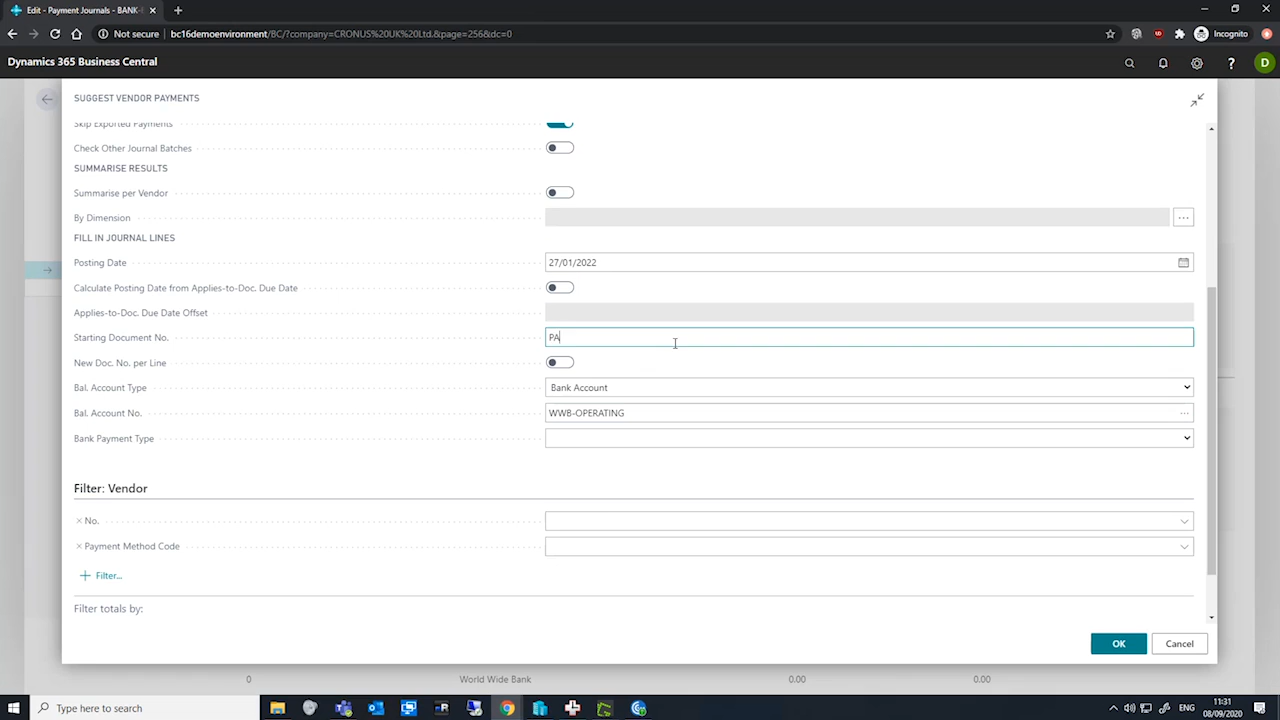 Edit - Payment Journals - BANK-
Not secure
bc16demoenvironment/BC/?company=CRONUS%20UK%20Ltd.&page=256&dc=0
Incognito
Dynamics 365 Business Central
?
D
SUGGEST VENDOR PAYMENTS
Skip Exported Payments
Check Other Journal Batches
SUMMARISE RESULTS
Summarise per Vendor
By Dimension
FILL IN JOURNAL LINES
Posting Date 27/01/2022
Calculate Posting Date from Applies-to-Doc. Due Date
Applies-to-Doc. Due Date Offset
Starting Document No. PA
New Doc. No. per Line
Bal. Account Type Bank Account
Bal. Account No. WWB-OPERATING
Bank Payment Type
Filter: Vendor
× No.
× Payment Method Code
+ Filter...
Filter totals by:
OK Cancel
0 World Wide Bank 0.00 0.00
Type here to search
ENG
11:31
08/09/2020